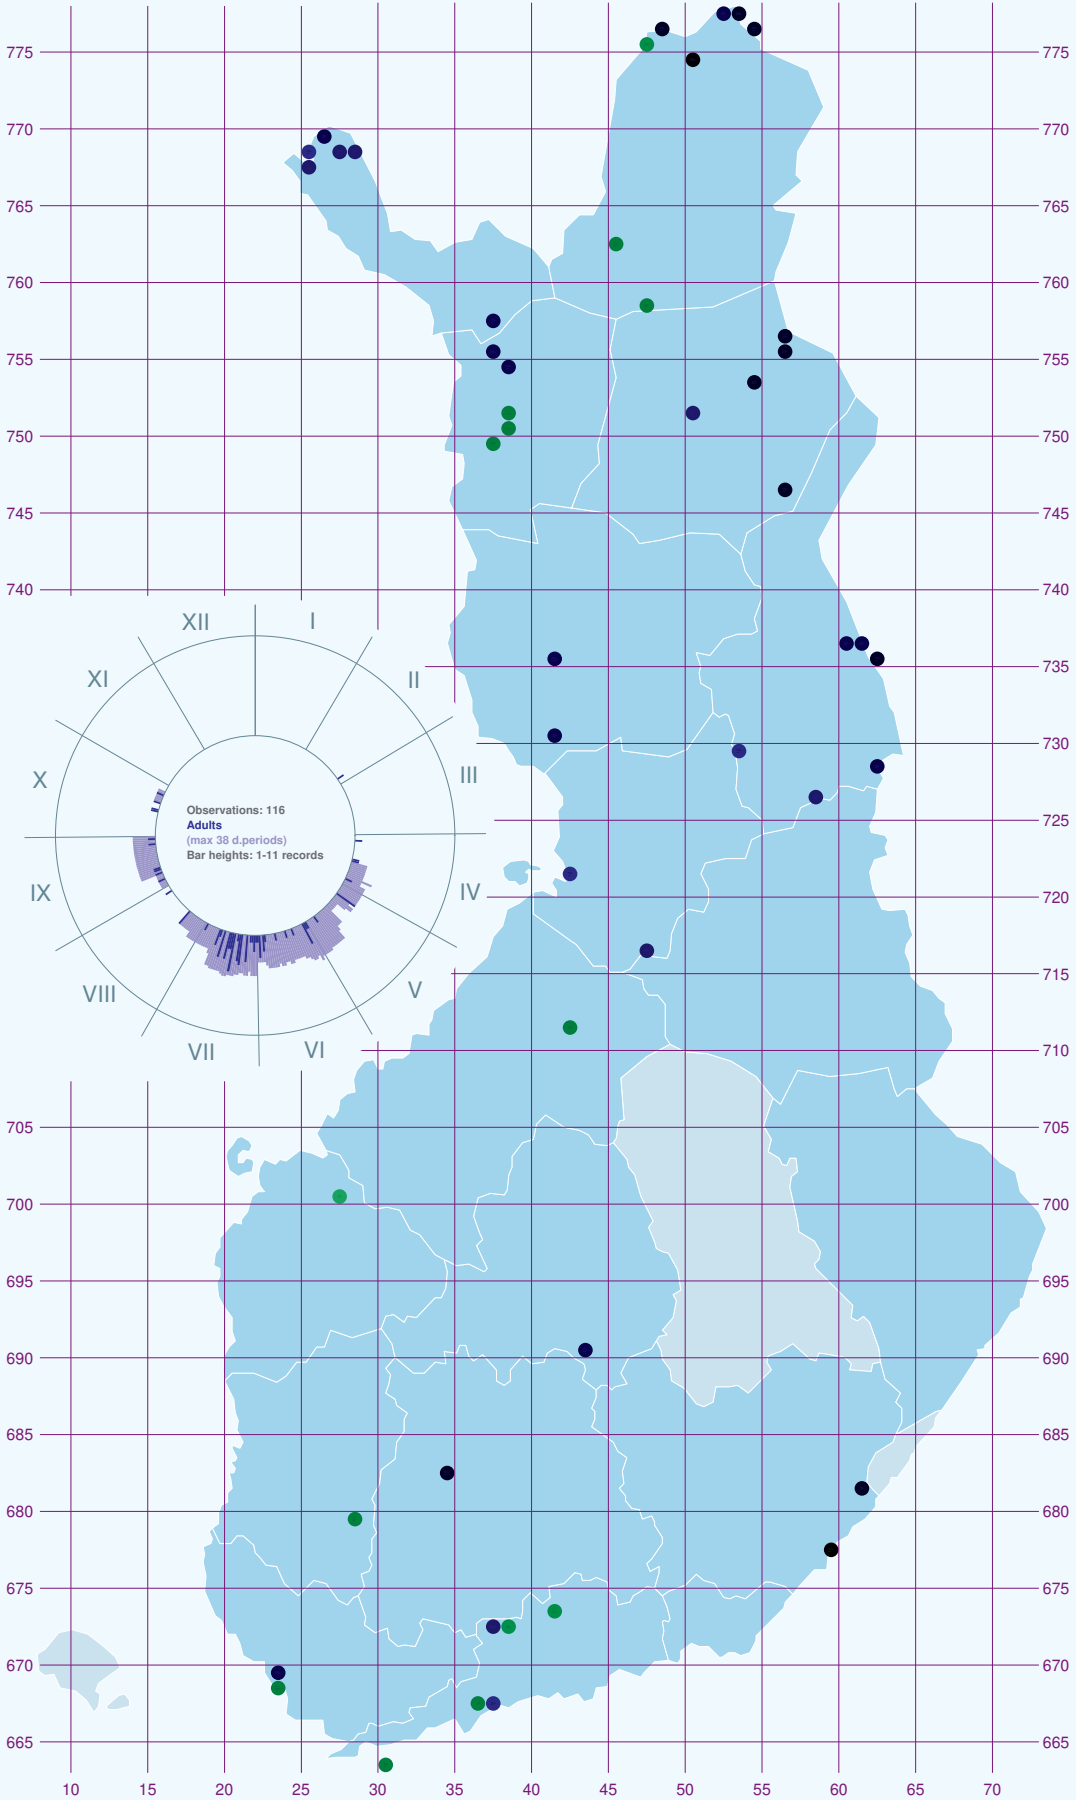 775 775
770 770
765 765
760 760
755 755
750 750
745 745
740 740
XII I
XI II
735
730
X III
Observations: 116
Adults
(max 38 d.periods)
Bar heights: 1-11 records
725
IX IV
720
VIII V
715
VII VI
710
705 705
700 700
695 695
690 690
685 685
680 680
675 675
670 670
665 665
10 15 20 25 30 35 40 45 50 55 60 65 70